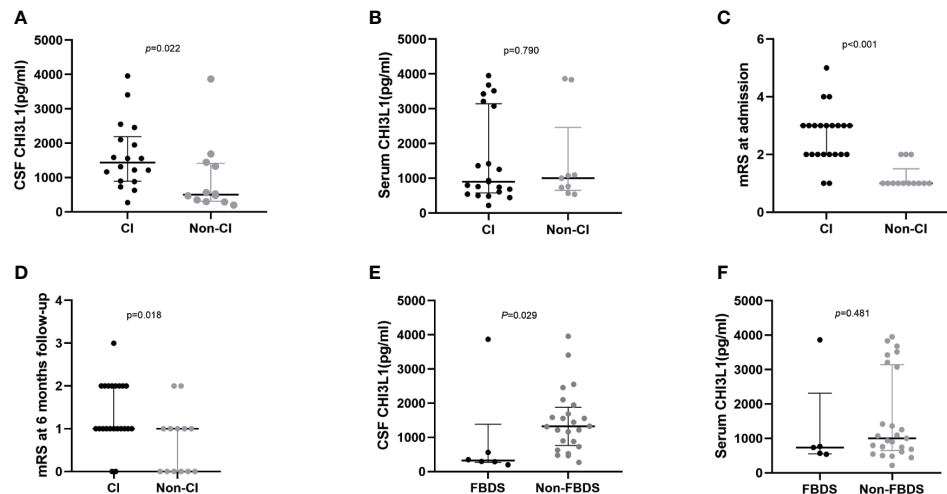 A
p=0.022
CSF CHI3L1(pg/ml)
5000
4000
3000
2000
1000
0
CI
Non-CI
B
p=0.790
Serum CHI3L1(pg/ml)
5000
4000
3000
2000
1000
0
CI
Non-CI
C
p<0.001
mRS at admission
6
4
2
0
CI
Non-CI
D
p=0.018
mRS at 6 months follow-up
4
3
2
1
0
CI
Non-CI
E
P=0.029
CSF CHI3L1(pg/ml)
5000
4000
3000
2000
1000
0
FBDS
Non-FBDS
F
p=0.481
Serum CHI3L1(pg/ml)
5000
4000
3000
2000
1000
0
FBDS
Non-FBDS